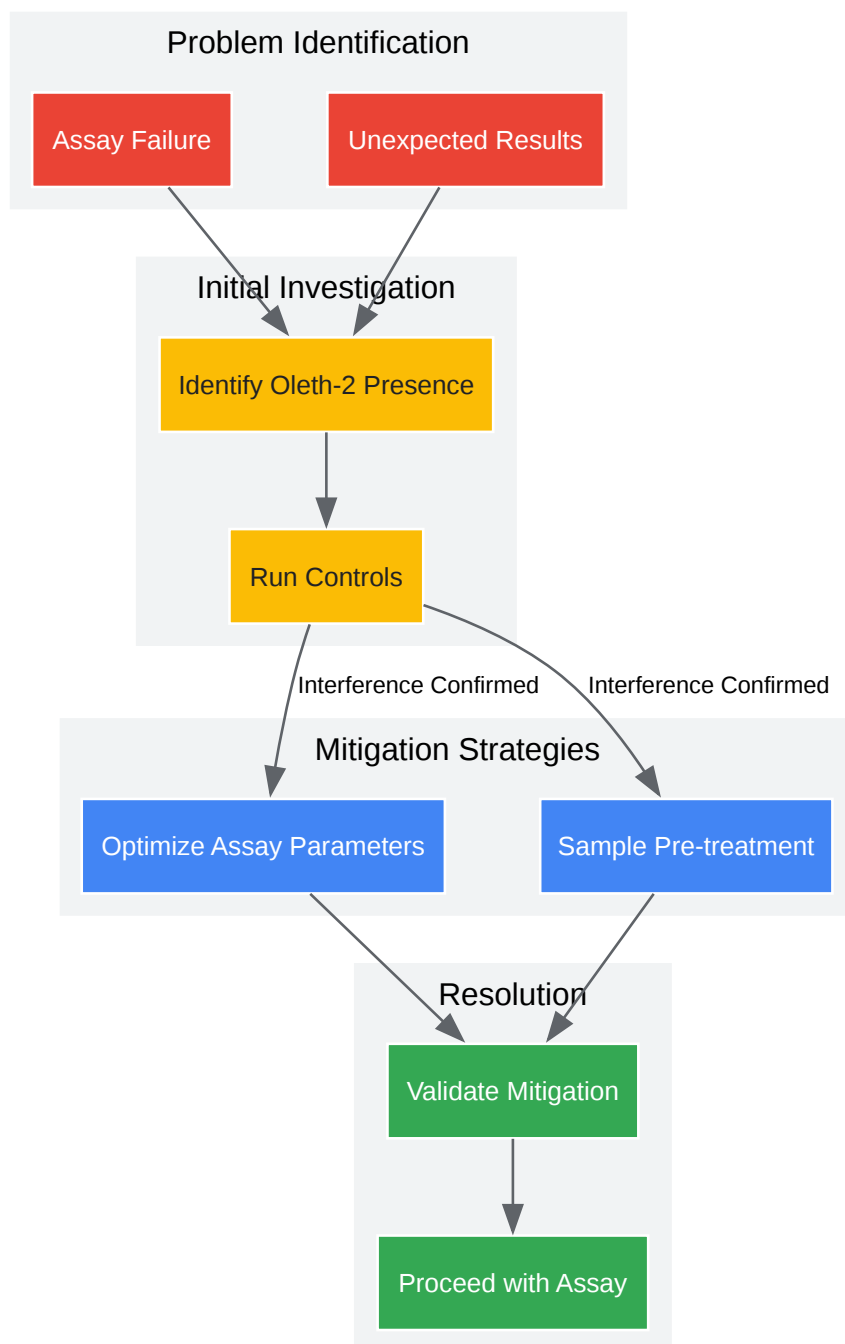 Problem Identification
Assay Failure
Unexpected Results
Initial Investigation
Identify Oleth-2 Presence
Run Controls
Interference Confirmed
Interference Confirmed
Mitigation Strategies
Optimize Assay Parameters
Sample Pre-treatment
Resolution
Validate Mitigation
Proceed with Assay